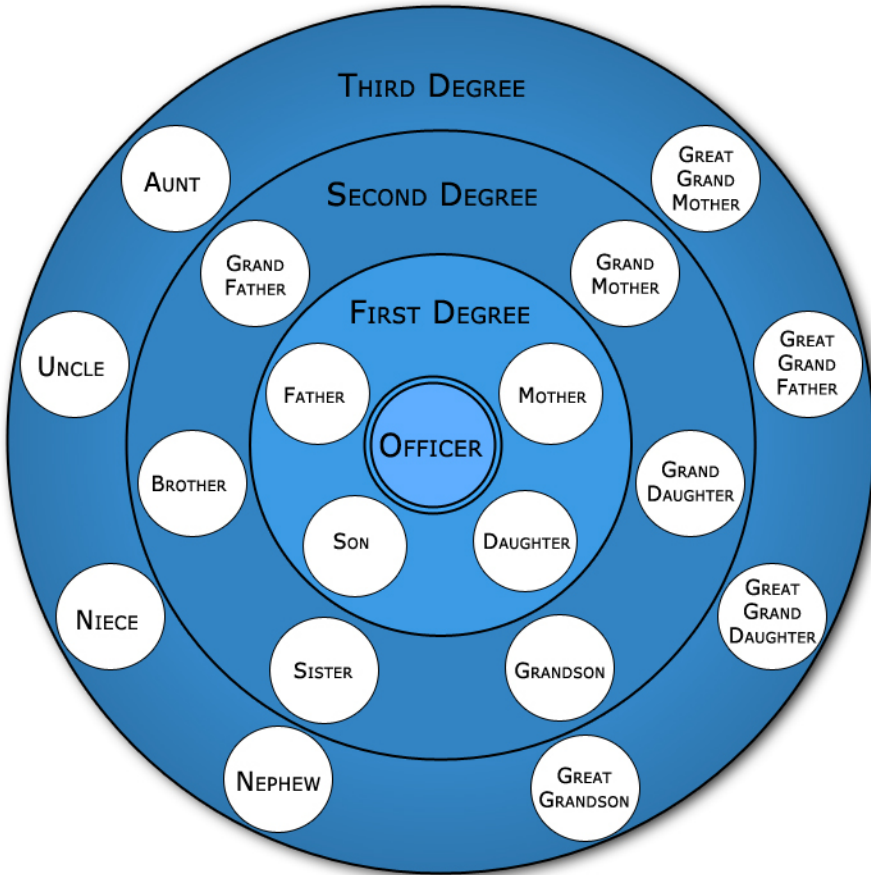 THIRD DEGREE
AUNT
GREAT
GRAND
MOTHER
SECOND DEGREE
GRAND
FATHER
GRAND
MOTHER
FIRST DEGREE
UNCLE
GREAT
GRAND
FATHER
FATHER
MOTHER
OFFICER
BROTHER
GRAND
DAUGHTER
SON
DAUGHTER
NIECE
GREAT
GRAND
DAUGHTER
SISTER
GRANDSON
NEPHEW
GREAT
GRANDSON